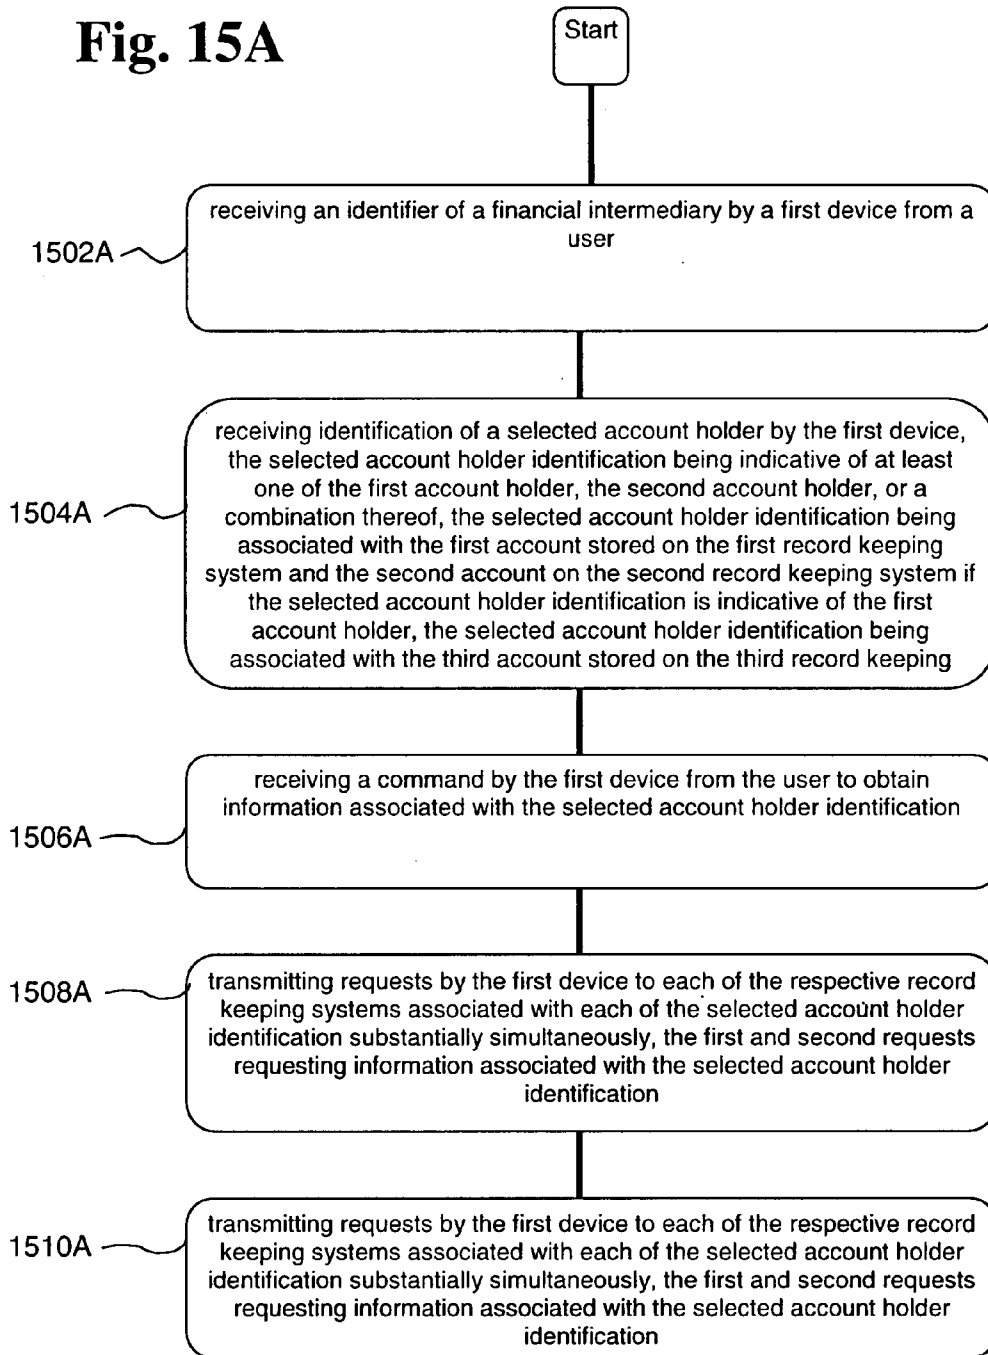 Fig. 15A
Start
receiving an identifier of a financial intermediary by a first device from a
user
1502A
receiving identification of a selected account holder by the first device,
the selected account holder identification being indicative of at least
one of the first account holder, the second account holder, or a
combination thereof, the selected account holder identification being
associated with the first account stored on the first record keeping
system and the second account on the second record keeping system if
the selected account holder identification is indicative of the first
account holder, the selected account holder identification being
associated with the third account stored on the third record keeping
1504A
receiving a command by the first device from the user to obtain
information associated with the selected account holder identification
1506A
transmitting requests by the first device to each of the respective record
keeping systems associated with each of the selected account holder
identification substantially simultaneously, the first and second requests
requesting information associated with the selected account holder
identification
1508A
transmitting requests by the first device to each of the respective record
keeping systems associated with each of the selected account holder
identification substantially simultaneously, the first and second requests
requesting information associated with the selected account holder
identification
1510A